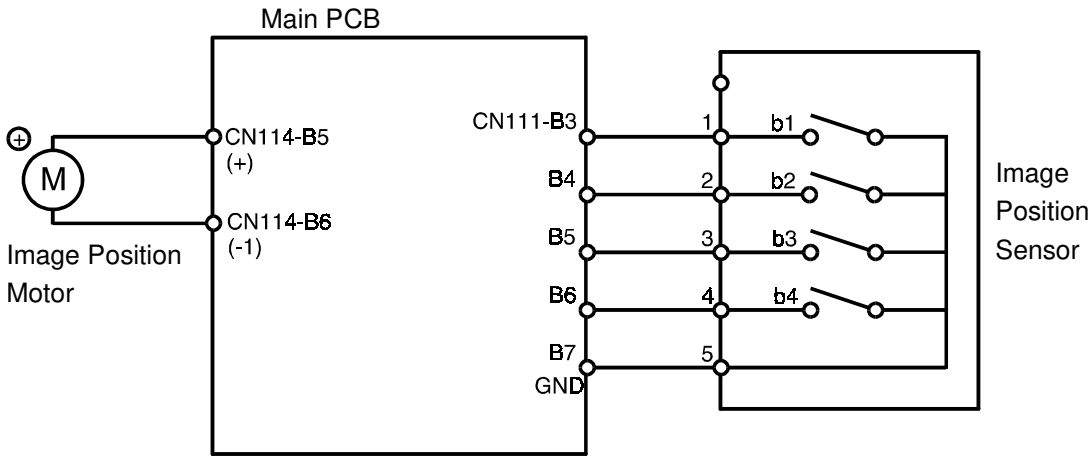 Main PCB
+
CN114-B5
(+)
M
CN114-B6
(-1)
Image Position
Motor
CN111-B3
B4
B5
B6
B7
GND
1
2
3
4
5
b1
b2
b3
b4
Image
Position
Sensor